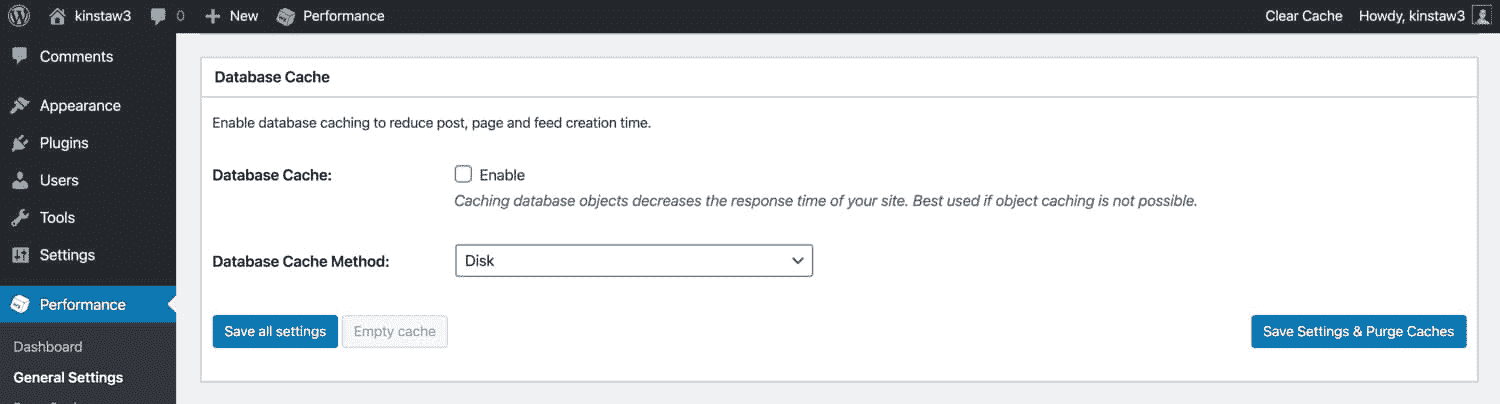 kinstaw3 0 New Performance Clear Cache Howdy, kinstaw3
Comments
Appearance
Plugins
Users
Tools
Settings
Performance
Dashboard
General Settings
Database Cache
Enable database caching to reduce post, page and feed creation time.
Database Cache: Enable
Caching database objects decreases the response time of your site. Best used if object caching is not possible.
Database Cache Method: Disk
Save all settings Empty cache Save Settings & Purge Caches